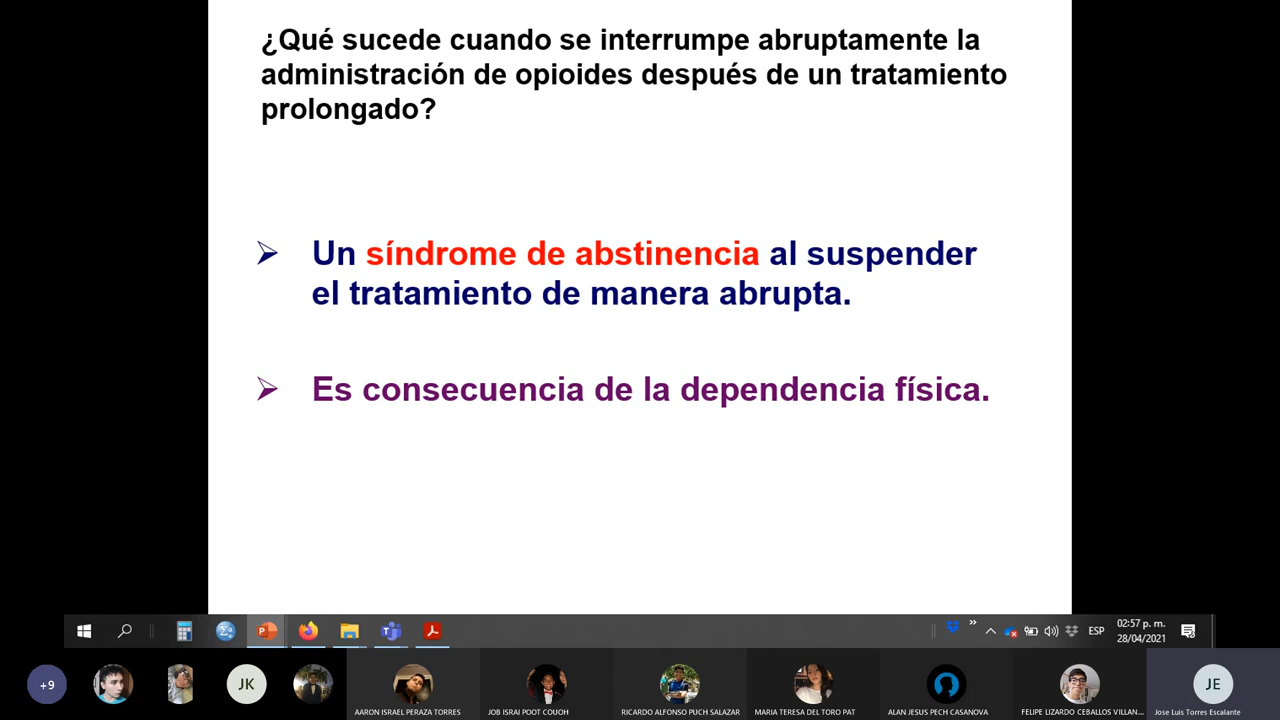 ¿Qué sucede cuando se interrumpe abruptamente la
administración de opioides después de un tratamiento
prolongado?
Un síndrome de abstinencia al suspender
el tratamiento de manera abrupta.
Es consecuencia de la dependencia física.
ESP
02:57 p. m.
28/04/2021
+9
JK
AARON ISRAEL PERAZA TORRES
JOB ISRAI POOT COUOH
RICARDO ALFONSO PUCH SALAZAR
MARIA TERESA DEL TORO PAT
ALAN JESUS PECH CASANOVA
FELIPE LIZARDO CEBALLOS VILLAN...
JE
Jose Luis Torres Escalante